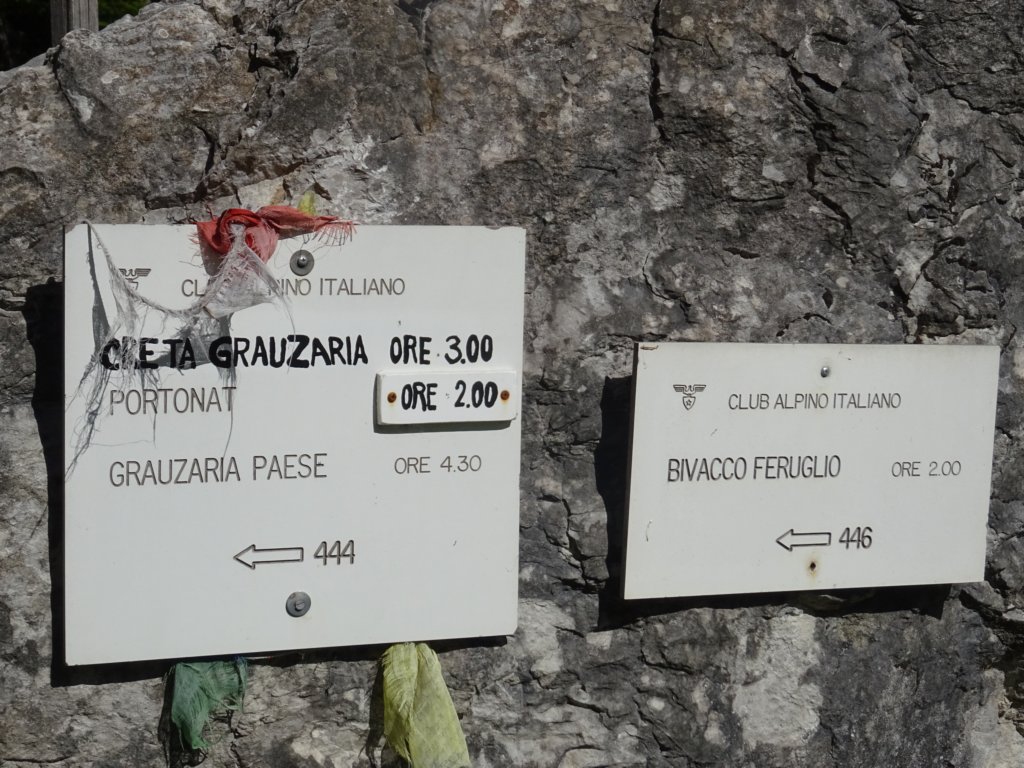 CLUB ALPINO ITALIANO
CRETA GRAUZARIA ORE 3.00
PORTONAT ORE 2.00
GRAUZARIA PAESE ORE 4.30
444
CLUB ALPINO ITALIANO
BIVACCO FERUGLIO ORE 2.00
446